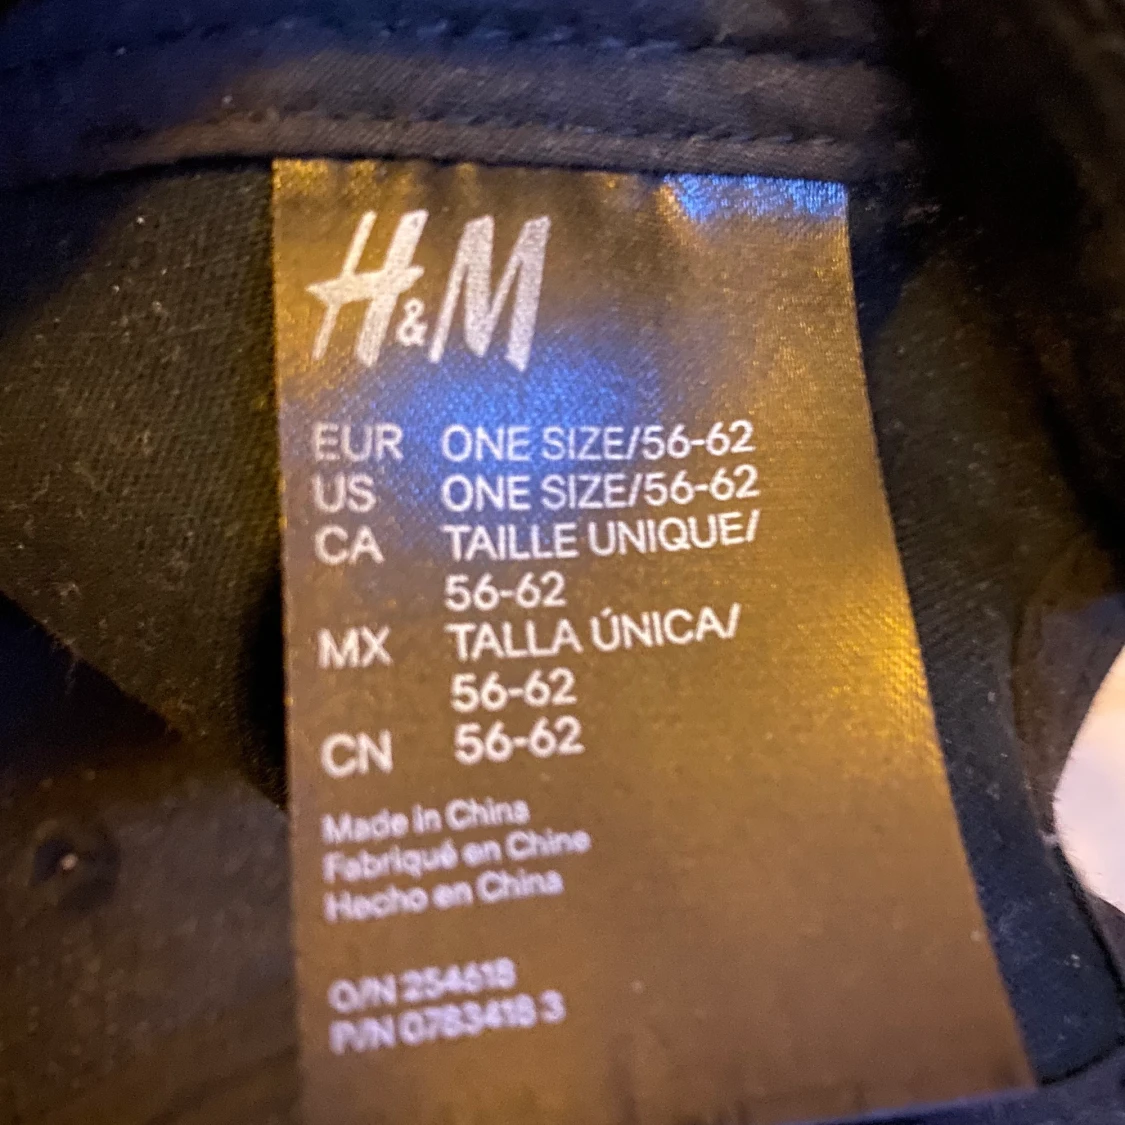 H&M
EUR ONE SIZE/56-62
US ONE SIZE/56-62
CA TAILLE UNIQUE/
56-62
MX TALLA ÚNICA/
56-62
CN 56-62
Made in China
Fabriqué en Chine
Hecho en China
O/N 254618
P/N 0783418 3